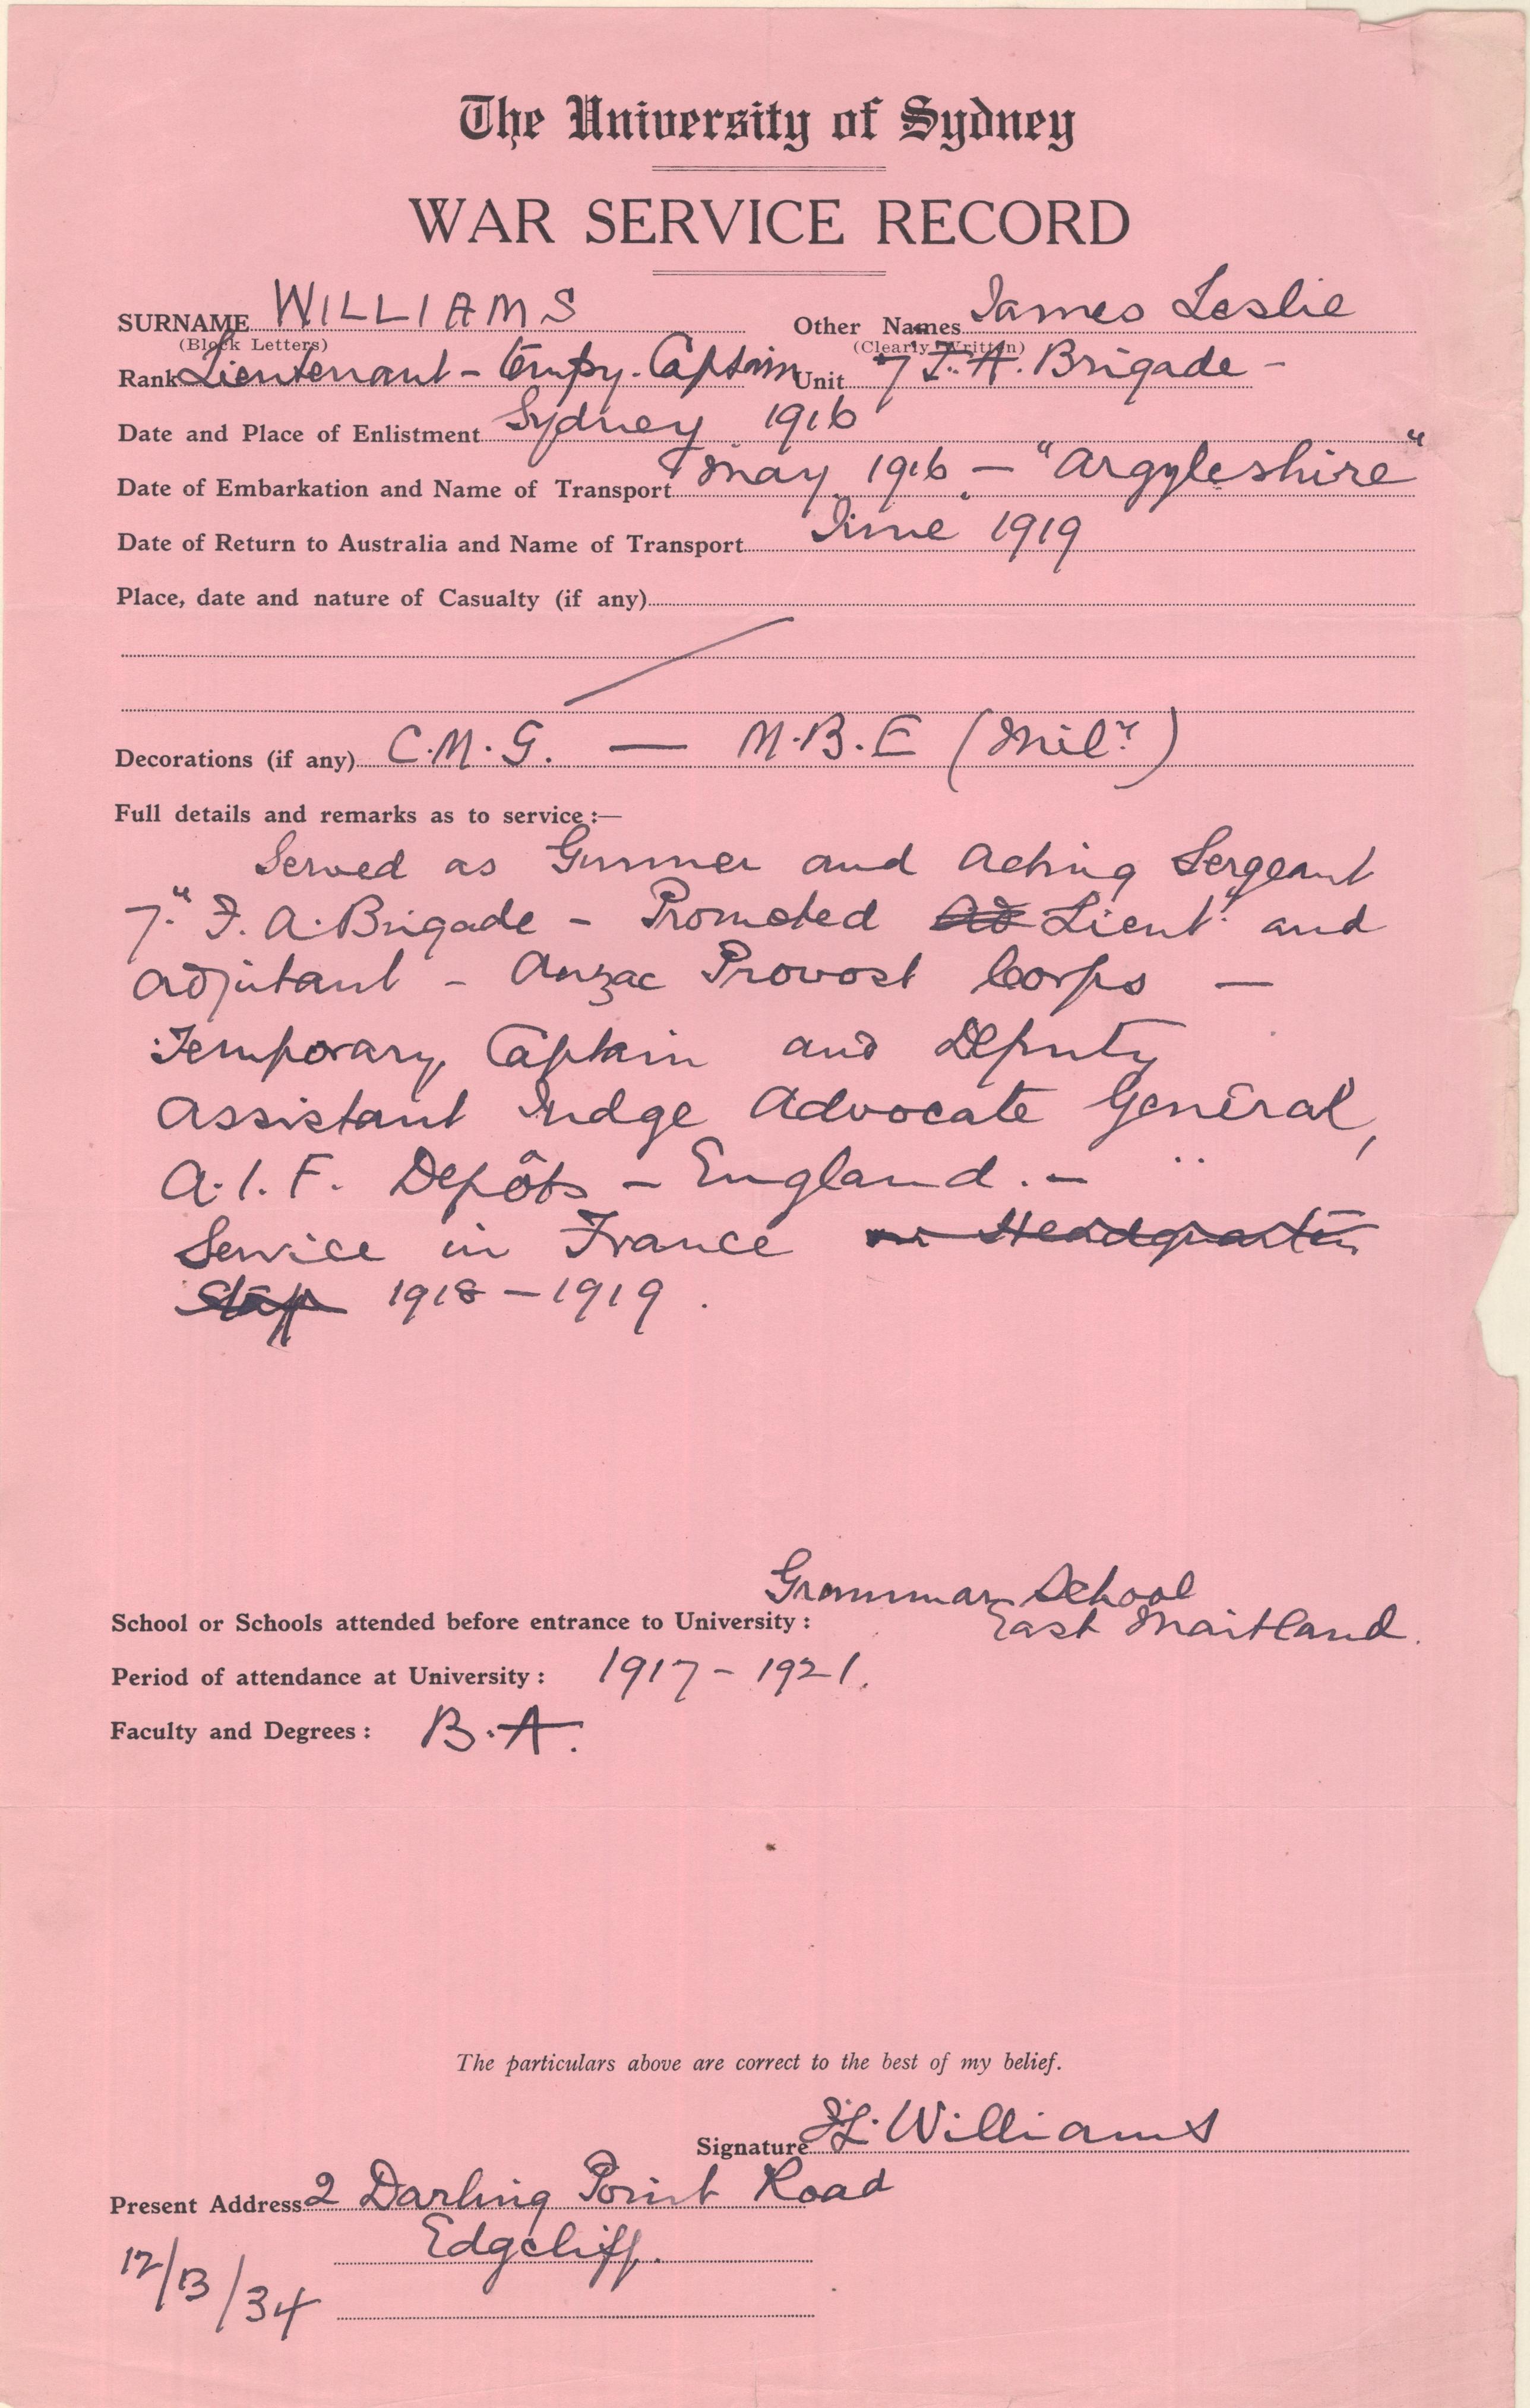 The University of Sydney
WAR SERVICE RECORD
SURNAME WILLIAMS Other Names James Leslie
(Block Letters) (Clearly Written)
Rank Lieutenant - Tempy. Captain Unit 7 F.A. Brigade -
Date and Place of Enlistment Sydney 1916
Date of Embarkation and Name of Transport May 1916 - "Argyleshire"
Date of Return to Australia and Name of Transport June 1919
Place, date and nature of Casualty (if any)
Decorations (if any) C.M.G. — M.B.E (Mily)
Full details and remarks as to service:—
Served as Gunner and Acting Sergeant
7th F.A. Brigade - Promoted Ad Lieut and
Adjutant - Anzac Provost Corps —
Temporary Captain and Deputy
Assistant Judge Advocate General,
A.I.F. Depôts - England. -
Service in France on Headquarters
Staff 1918-1919.
Grammar School
School or Schools attended before entrance to University: East Maitland.
Period of attendance at University: 1917-1921.
Faculty and Degrees: B.A.
The particulars above are correct to the best of my belief.
Signature J L. Williams
Present Address 2 Darling Point Road
Edgecliff.
34